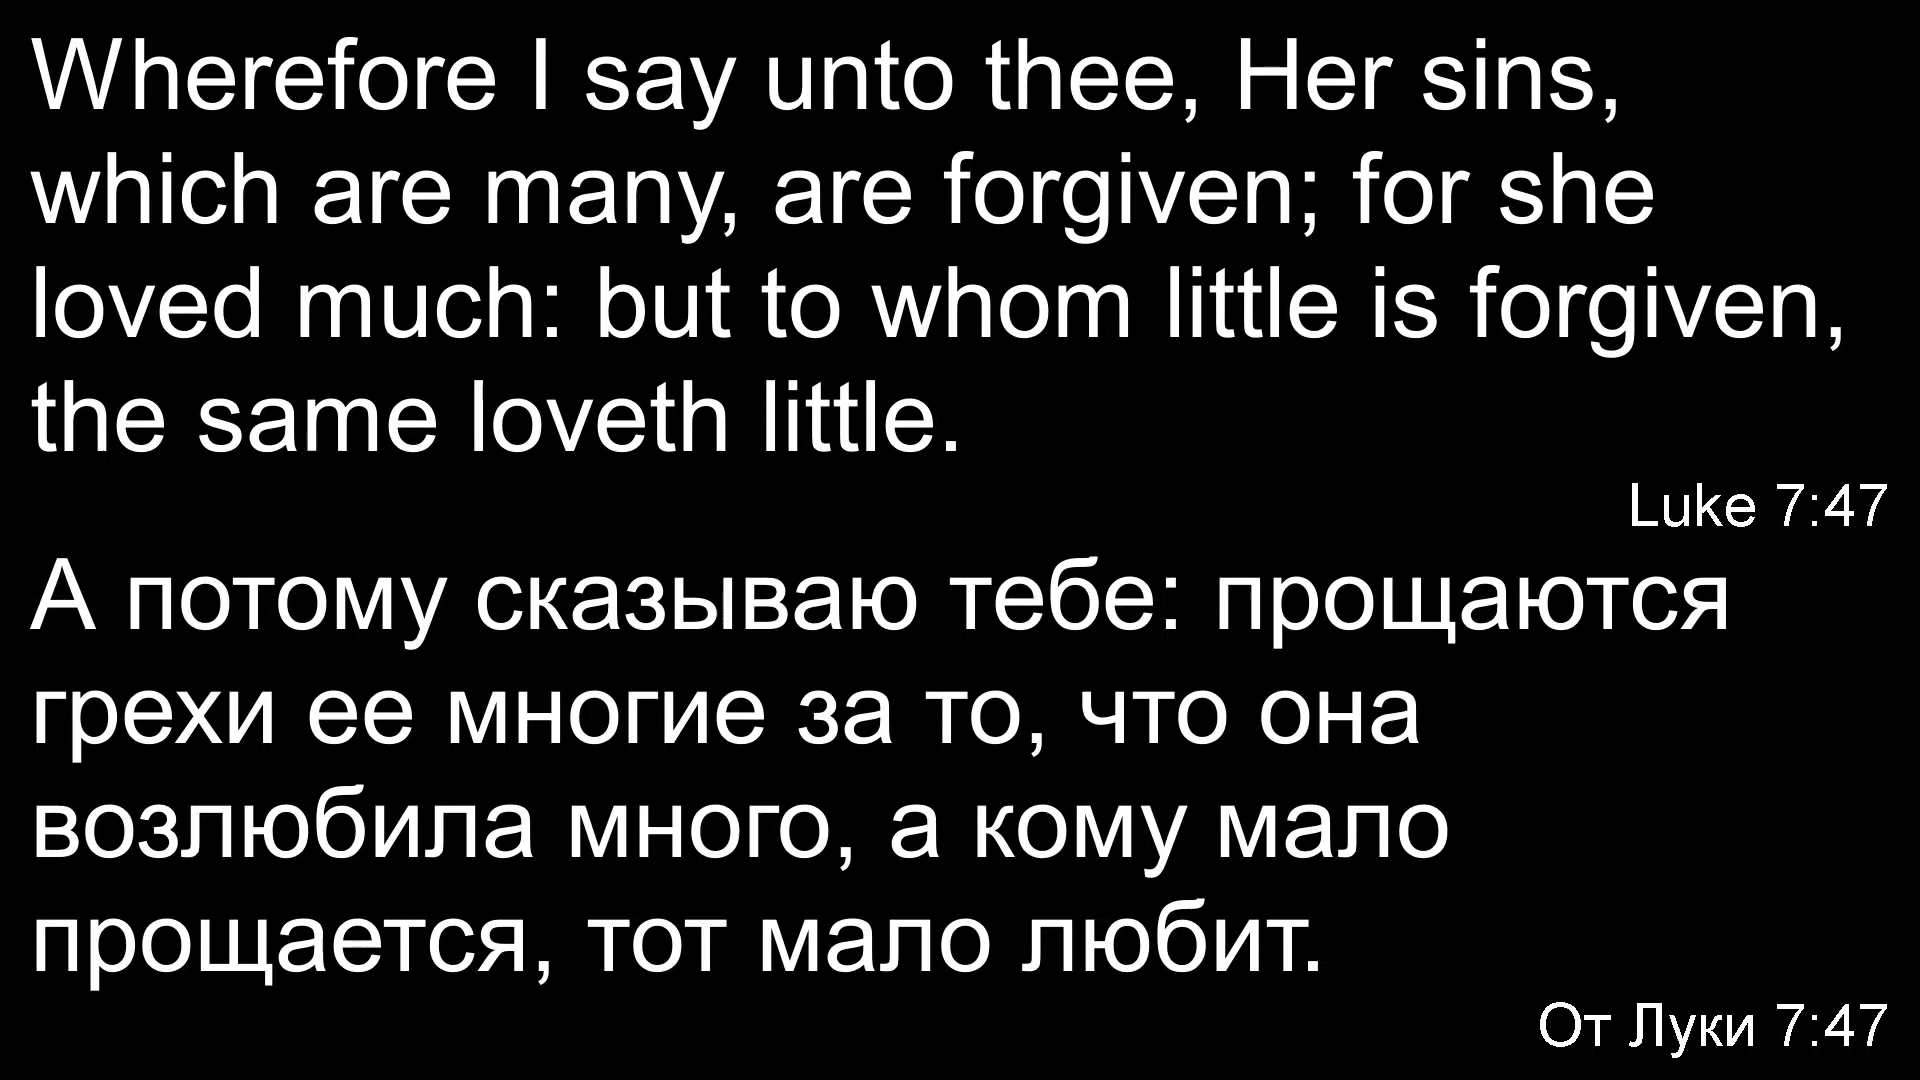 Wherefore I say unto thee, Her sins,
which are many, are forgiven; for she
loved much: but to whom little is forgiven,
the same loveth little.
Luke 7:47
А потому сказываю тебе: прощаются
грехи ее многие за то, что она
возлюбила много, а кому мало
прощается, тот мало любит.
От Луки 7:47